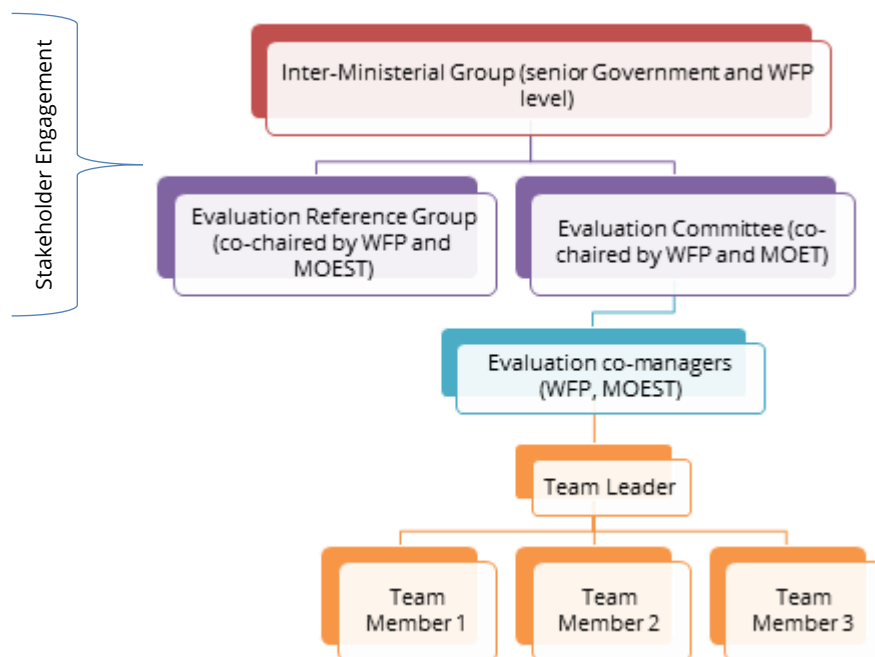 Stakeholder Engagement
Inter-Ministerial Group (senior Government and WFP
level)
Evaluation Reference Group
(co-chaired by WFP and
MOEST)
Evaluation Committee (co-
chaired by WFP and MOET)
Evaluation co-managers
(WFP, MOEST)
Team Leader
Team
Member 1
Team
Member 2
Team
Member 3